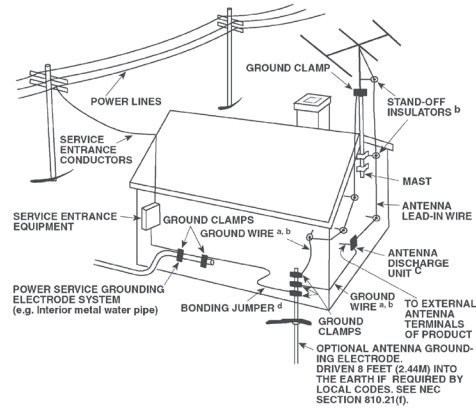 GROUND CLAMP
POWER LINES
STAND-OFF
INSULATORS b
SERVICE
ENTRANCE
CONDUCTORS
MAST
ANTENNA
LEAD-IN WIRE
SERVICE ENTRANCE
EQUIPMENT
GROUND CLAMPS
GROUND WIRE a, b
ANTENNA
DISCHARGE
UNIT C
POWER SERVICE GROUNDING
ELECTRODE SYSTEM
(e.g. Interior metal water pipe)
BONDING JUMPER d
GROUND
WIRE a, b
TO EXTERNAL
ANTENNA
TERMINALS
OF PRODUCT
GROUND
CLAMPS
OPTIONAL ANTENNA GROUND-
ING ELECTRODE.
DRIVEN 8 FEET (2.44M) INTO
THE EARTH IF REQUIRED BY
LOCAL CODES. SEE NEC
SECTION 810.21(f).